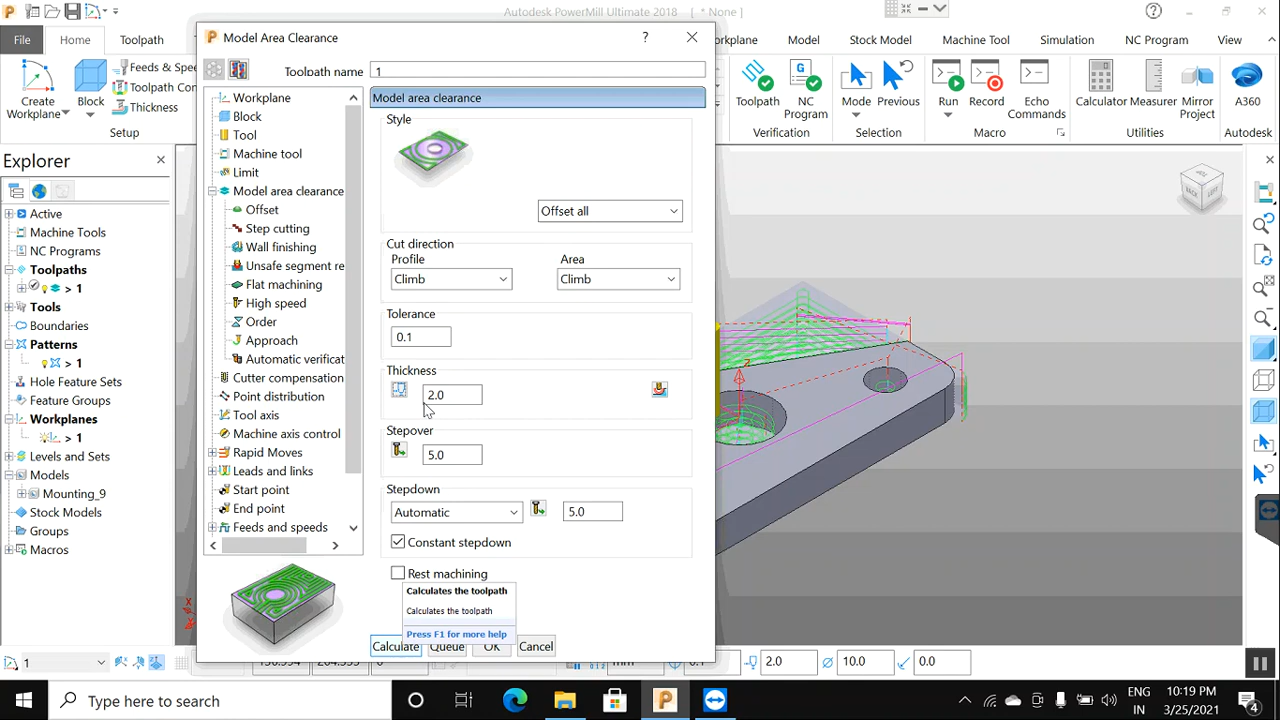 Autodesk PowerMill Ultimate 2018    [ * None ]
File
Home
Toolpath
Workplane
Model
Stock Model
Machine Tool
Simulation
NC Program
View
Create
Workplane
Block
Feeds & Spe
Toolpath Con
Thickness
Setup
Toolpath
NC
Program
Verification
Mode
Previous
Selection
Run
Record
Echo
Commands
Macro
Calculator
Measurer
Mirror
Project
Utilities
A360
Autodesk
Explorer
Active
Machine Tools
NC Programs
Toolpaths
> 1
Tools
Boundaries
Patterns
> 1
Hole Feature Sets
Feature Groups
Workplanes
> 1
Levels and Sets
Models
Mounting_9
Stock Models
Groups
Macros
Model Area Clearance
?
Toolpath name
1
Workplane
Block
Tool
Machine tool
Limit
Model area clearance
Offset
Step cutting
Wall finishing
Unsafe segment re
Flat machining
High speed
Order
Approach
Automatic verificat
Cutter compensation
Point distribution
Tool axis
Machine axis control
Rapid Moves
Leads and links
Start point
End point
Feeds and speeds
Model area clearance
Style
Offset all
Cut direction
Profile
Area
Climb
Climb
Tolerance
0.1
Thickness
2.0
Stepover
5.0
Stepdown
Automatic
5.0
Constant stepdown
Rest machining
Calculates the toolpath
Calculates the toolpath
Press F1 for more help
Calculate
Queue
OK
Cancel
Z
1
mm
0.1
2.0
10.0
0.0
Type here to search
ENG
IN
10:19 PM
3/25/2021
4